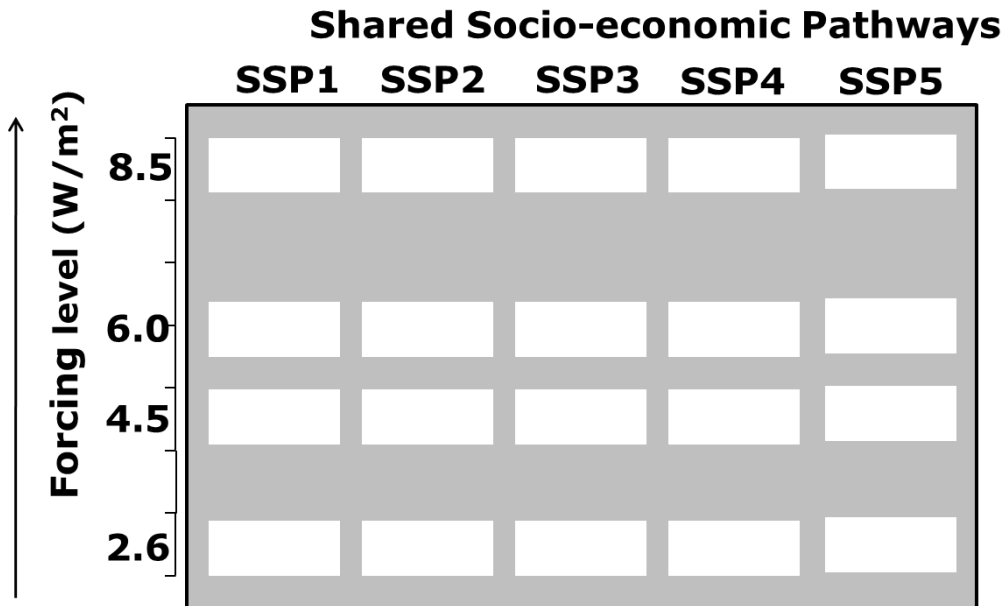 Shared Socio-economic Pathways
SSP1 SSP2 SSP3 SSP4 SSP5
Forcing level (W/m²)
8.5
6.0
4.5
2.6